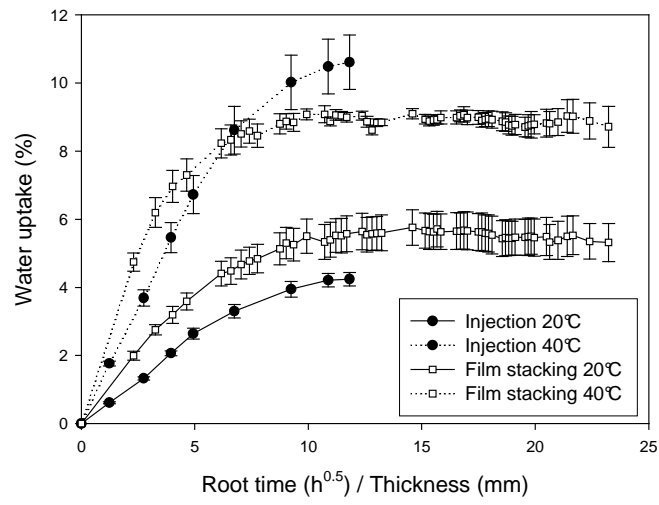 12
10
8
6
4
2
0
Water uptake (%)
Injection 20°C
Injection 40°C
Film stacking 20°C
Film stacking 40°C
0 5 10 15 20 25
Root time (h^0.5) / Thickness (mm)